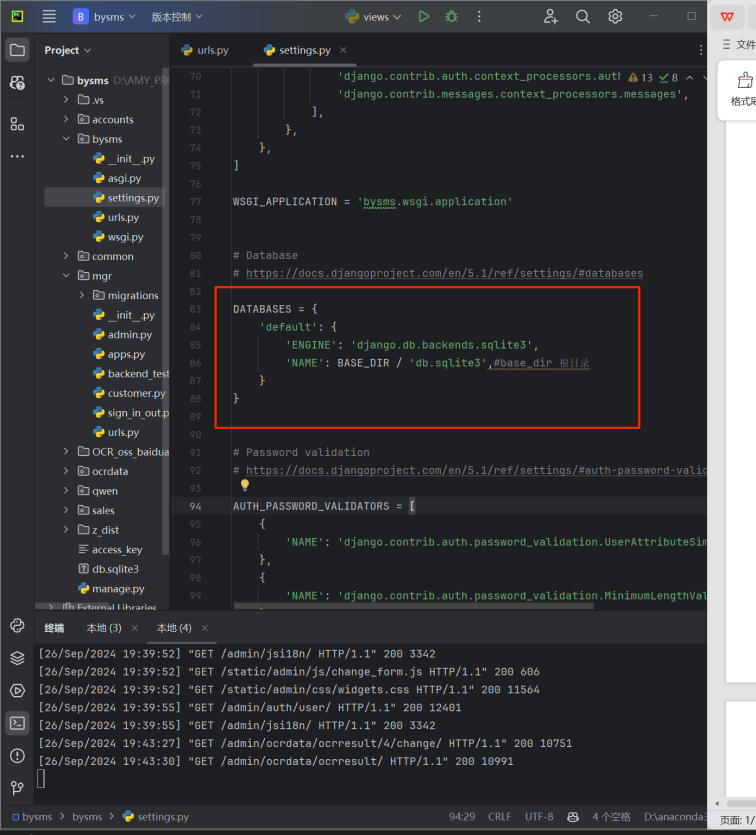 B bysms 版本控制 views
W 文件
Project
urls.py settings.py
格式刷
bysms D:\AMY_PRO
.vs
accounts
bysms
__init__.py
asgi.py
settings.py
urls.py
wsgi.py
common
mgr
migrations
__init__.py
admin.py
apps.py
backend_test
customer.py
sign_in_out.p
urls.py
OCR_oss_baidua
ocrdata
qwen
sales
z_dist
access_key
db.sqlite3
manage.py
External Libraries
13 8
70 'django.contrib.auth.context_processors.auth
71 'django.contrib.messages.context_processors.messages',
72 ],
73 },
74 },
75 ]
76
77 WSGI_APPLICATION = 'bysms.wsgi.application'
78
79
80 # Database
81 # https://docs.djangoproject.com/en/5.1/ref/settings/#databases
82
83 DATABASES = {
84 'default': {
85 'ENGINE': 'django.db.backends.sqlite3',
86 'NAME': BASE_DIR / 'db.sqlite3',#base_dir 根目录
87 }
88 }
89
90
91 # Password validation
92 # https://docs.djangoproject.com/en/5.1/ref/settings/#auth-password-valid
93
94 AUTH_PASSWORD_VALIDATORS = [
95 {
96 'NAME': 'django.contrib.auth.password_validation.UserAttributeSim
97 },
98 {
99 'NAME': 'django.contrib.auth.password_validation.MinimumLengthVal
终端 本地 (3) 本地 (4)
[26/Sep/2024 19:39:52] "GET /admin/jsi18n/ HTTP/1.1" 200 3342
[26/Sep/2024 19:39:52] "GET /static/admin/js/change_form.js HTTP/1.1" 200 606
[26/Sep/2024 19:39:52] "GET /static/admin/css/widgets.css HTTP/1.1" 200 11564
[26/Sep/2024 19:39:55] "GET /admin/auth/user/ HTTP/1.1" 200 12401
[26/Sep/2024 19:39:55] "GET /admin/jsi18n/ HTTP/1.1" 200 3342
[26/Sep/2024 19:43:27] "GET /admin/ocrdata/ocrresult/4/change/ HTTP/1.1" 200 10751
[26/Sep/2024 19:43:30] "GET /admin/ocrdata/ocrresult/ HTTP/1.1" 200 10991
bysms > bysms > settings.py 94:29 CRLF UTF-8 4 个空格 D:\anaconda3
页面: 1/